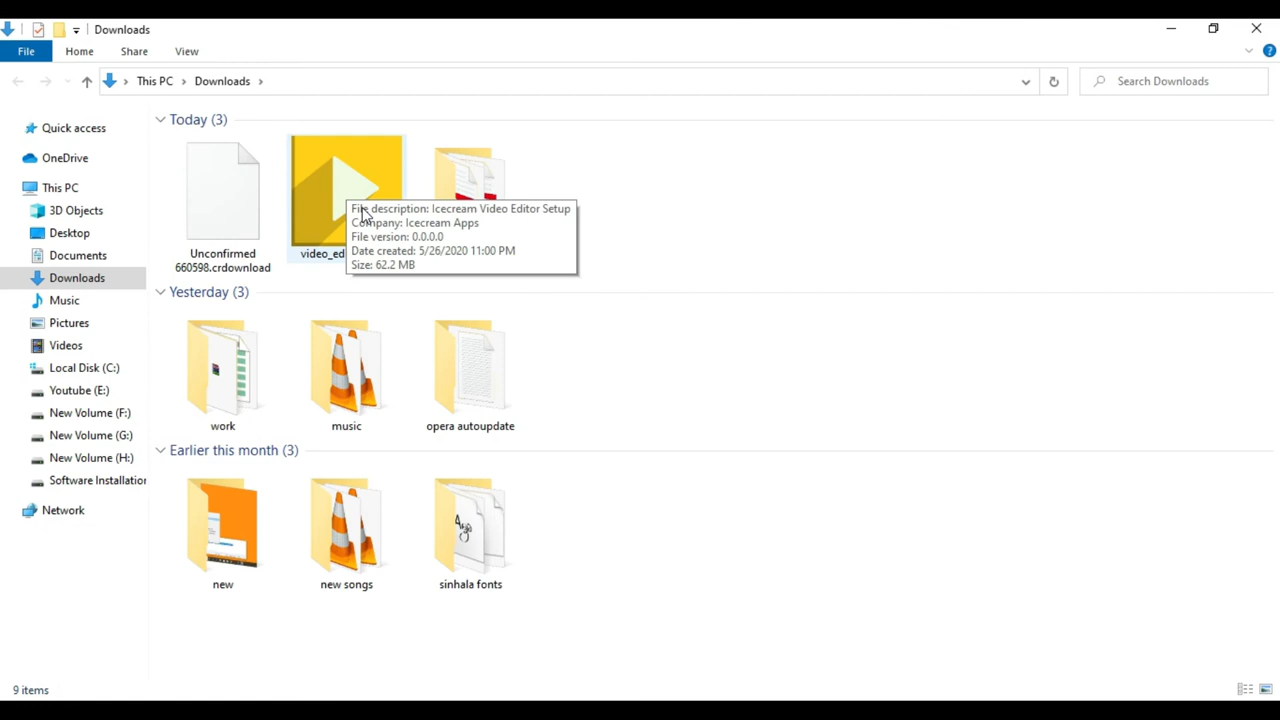 Downloads
File Home Share View
This PC Downloads
Search Downloads
Quick access
OneDrive
This PC
3D Objects
Desktop
Documents
Downloads
Music
Pictures
Videos
Local Disk (C:)
Youtube (E:)
New Volume (F:)
New Volume (G:)
New Volume (H:)
Software Installation
Network
Today (3)
Unconfirmed
660598.crdownload
video_ed
File description: Icecream Video Editor Setup
Company: Icecream Apps
File version: 0.0.0.0
Date created: 5/26/2020 11:00 PM
Size: 62.2 MB
Yesterday (3)
work
music
opera autoupdate
Earlier this month (3)
new
new songs
sinhala fonts
9 items